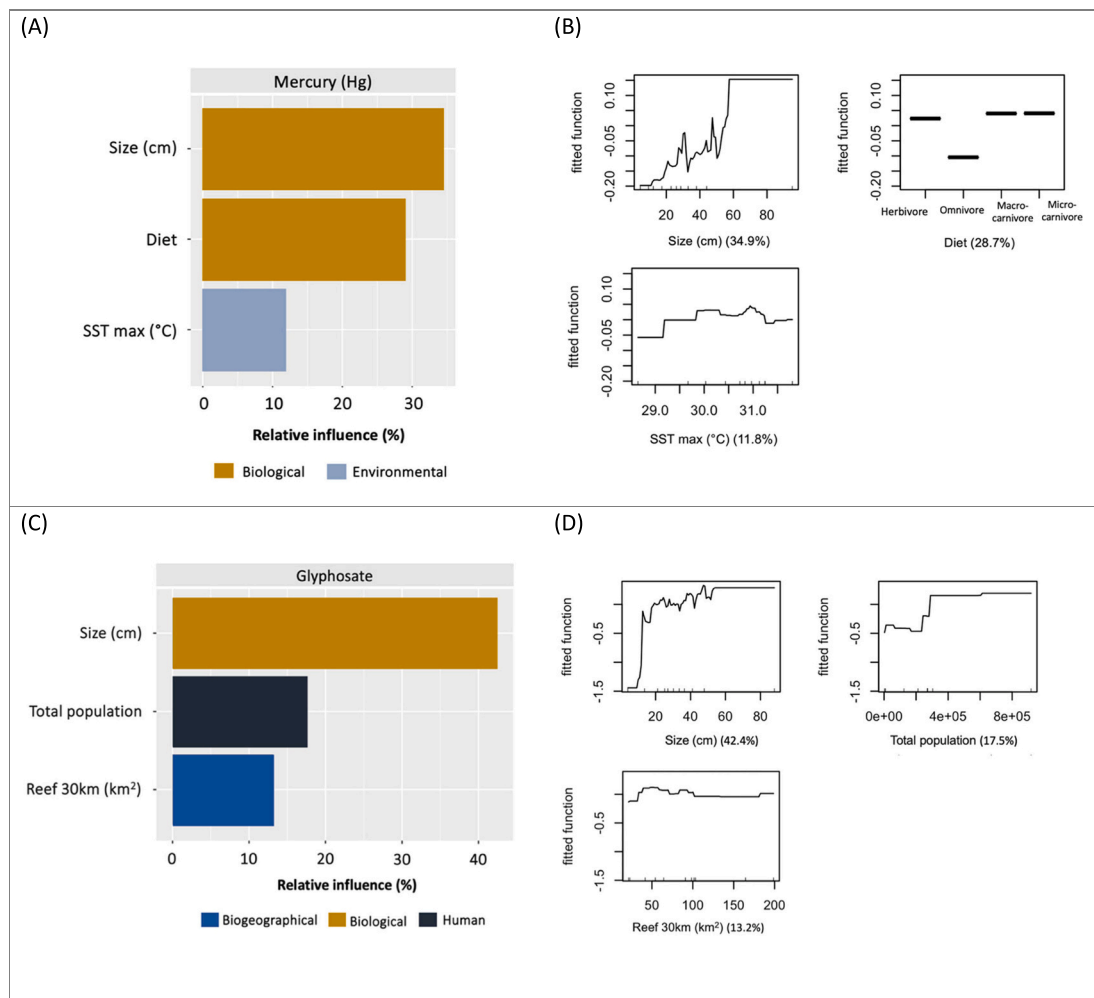 (A)
Mercury (Hg)
Size (cm)
Diet
SST max (°C)
0 10 20 30
Relative influence (%)
Biological Environmental
(B)
fitted function
0.10
-0.05
-0.20
20 40 60 80
Size (cm) (34.9%)
fitted function
0.10
-0.05
-0.20
Herbivore Omnivore Macro-carnivore Micro-carnivore
Diet (28.7%)
fitted function
0.10
-0.05
-0.20
29.0 30.0 31.0
SST max (°C) (11.8%)
(C)
Glyphosate
Size (cm)
Total population
Reef 30km (km²)
0 10 20 30 40
Relative influence (%)
Biogeographical Biological Human
(D)
fitted function
-0.5
-1.5
20 40 60 80
Size (cm) (42.4%)
fitted function
-0.5
-1.5
0e+00 4e+05 8e+05
Total population (17.5%)
fitted function
-0.5
-1.5
50 100 150 200
Reef 30km (km²) (13.2%)